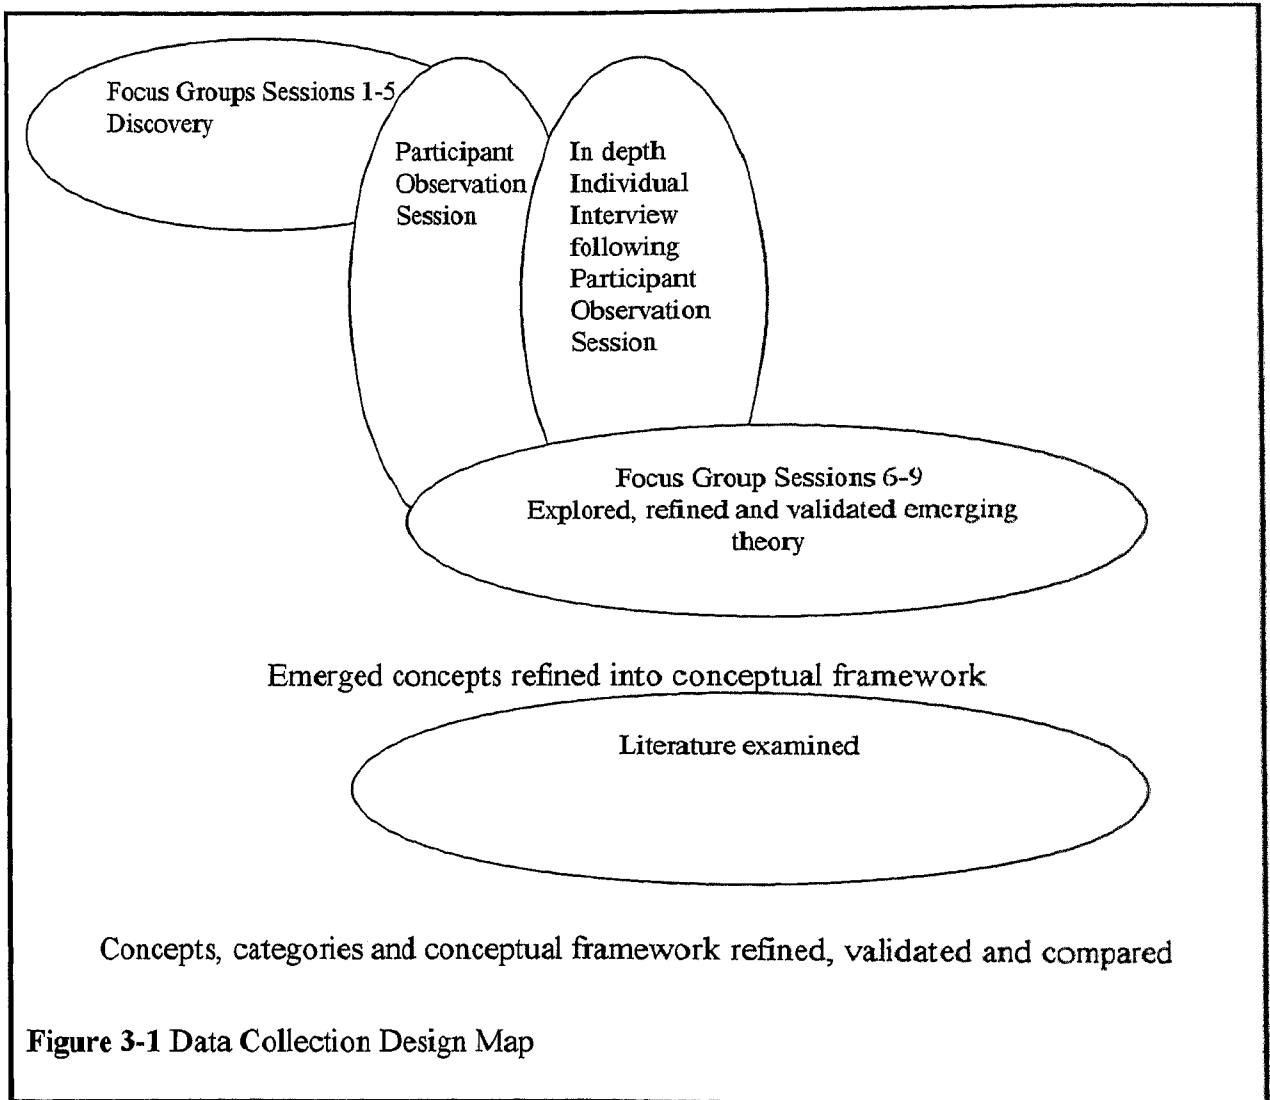 Focus Groups Sessions 1-5
Discovery
Participant
Observation
Session
In depth
Individual
Interview
following
Participant
Observation
Session
Focus Group Sessions 6-9
Explored, refined and validated emerging
theory
Emerged concepts refined into conceptual framework
Literature examined
Concepts, categories and conceptual framework refined, validated and compared
Figure 3-1 Data Collection Design Map